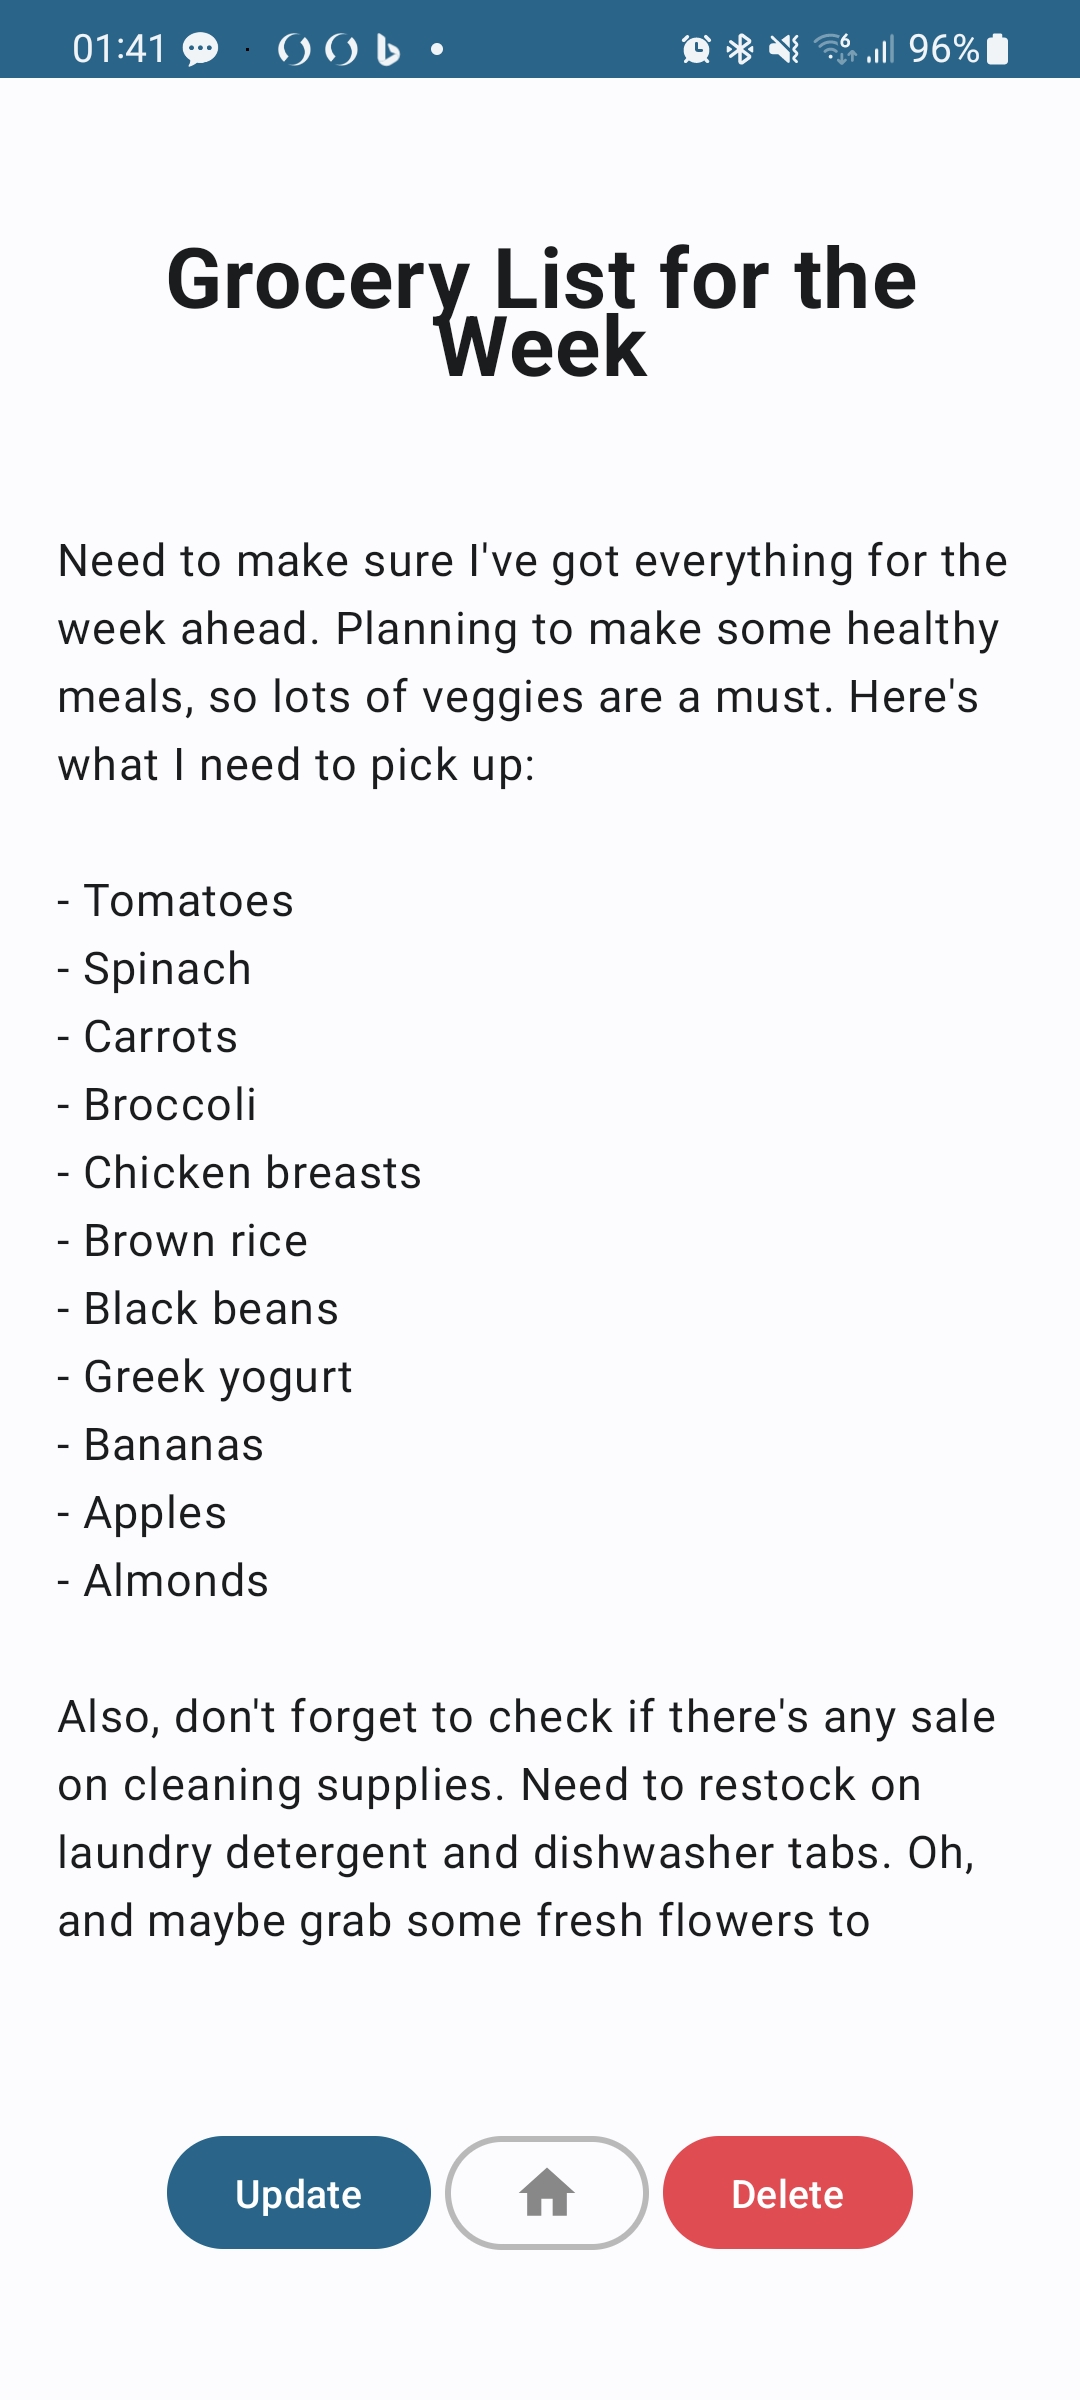 01:41
6 96%
Grocery List for the
Week
Need to make sure I've got everything for the
week ahead. Planning to make some healthy
meals, so lots of veggies are a must. Here's
what I need to pick up:
- Tomatoes
- Spinach
- Carrots
- Broccoli
- Chicken breasts
- Brown rice
- Black beans
- Greek yogurt
- Bananas
- Apples
- Almonds
Also, don't forget to check if there's any sale
on cleaning supplies. Need to restock on
laundry detergent and dishwasher tabs. Oh,
and maybe grab some fresh flowers to
Update
Delete